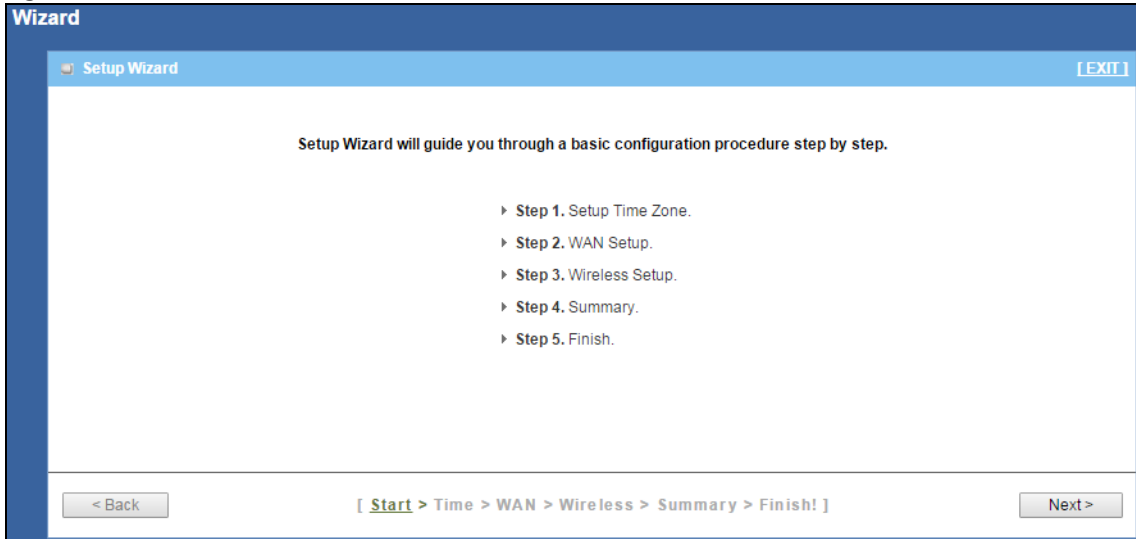 Wizard
Setup Wizard [ EXIT ]
Setup Wizard will guide you through a basic configuration procedure step by step.
Step 1. Setup Time Zone.
Step 2. WAN Setup.
Step 3. Wireless Setup.
Step 4. Summary.
Step 5. Finish.
< Back [ Start > Time > WAN > Wireless > Summary > Finish! ] Next >